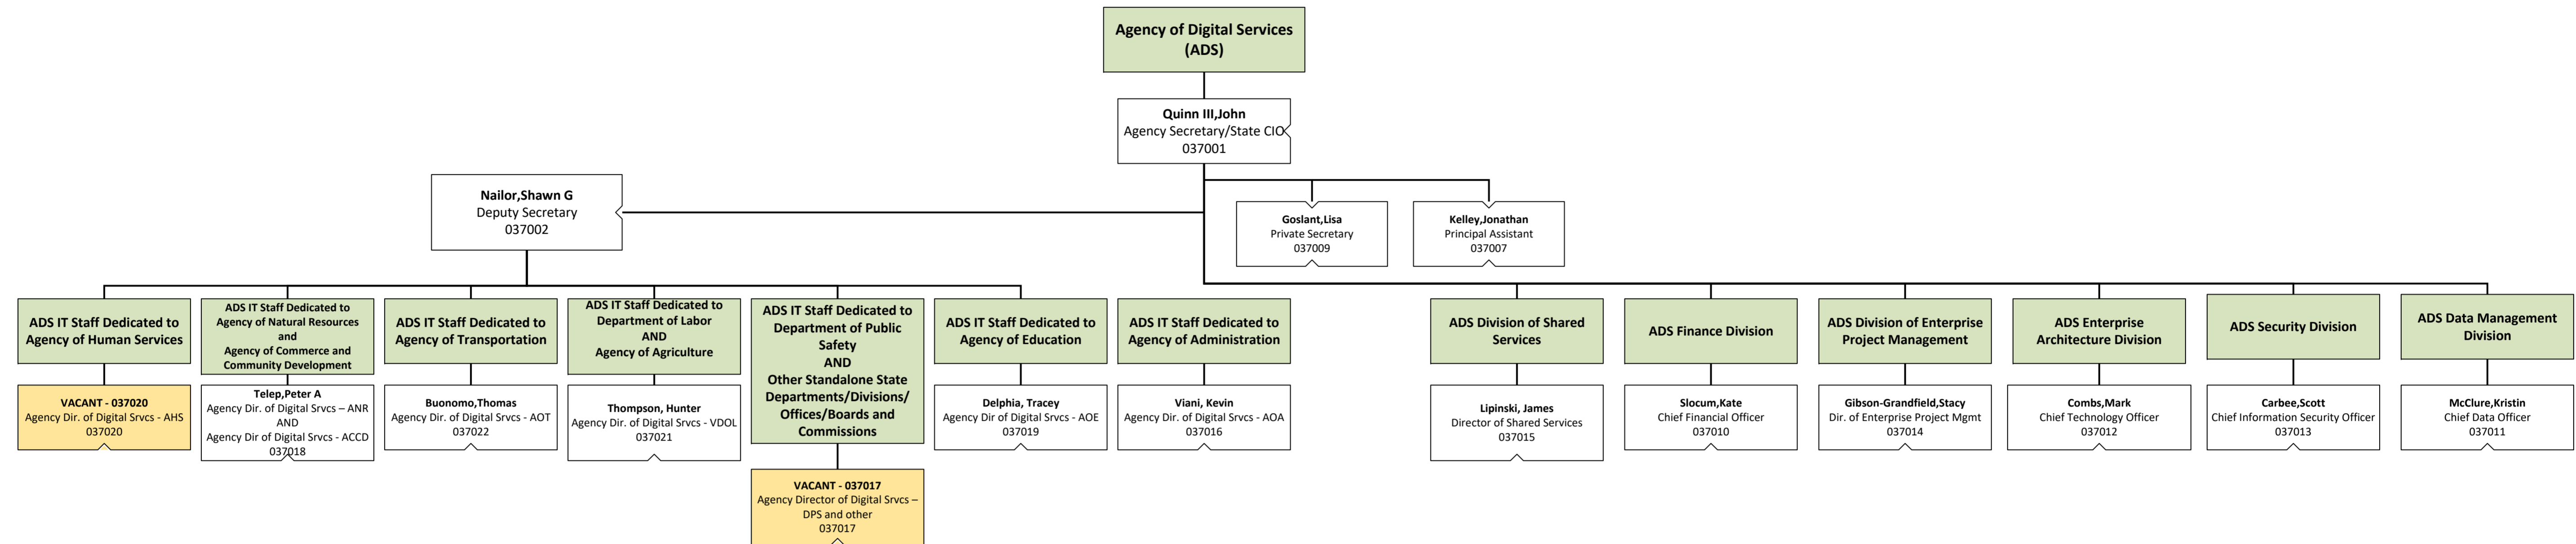 Agency of Digital Services
(ADS)
Quinn III,John
Agency Secretary/State CIO
037001
Nailor,Shawn G
Deputy Secretary
037002
Goslant,Lisa
Private Secretary
037009
Kelley,Jonathan
Principal Assistant
037007
ADS IT Staff Dedicated to
Agency of Human Services
VACANT - 037020
Agency Dir. of Digital Srvcs - AHS
037020
ADS IT Staff Dedicated to
Agency of Natural Resources
and
Agency of Commerce and
Community Development
Telep,Peter A
Agency Dir. of Digital Srvcs – ANR
AND
Agency Dir of Digital Srvcs - ACCD
037018
ADS IT Staff Dedicated to
Agency of Transportation
Buonomo,Thomas
Agency Dir. of Digital Srvcs - AOT
037022
ADS IT Staff Dedicated to
Department of Labor
AND
Agency of Agriculture
Thompson, Hunter
Agency Dir. of Digital Srvcs - VDOL
037021
ADS IT Staff Dedicated to
Department of Public
Safety
AND
Other Standalone State
Departments/Divisions/
Offices/Boards and
Commissions
VACANT - 037017
Agency Director of Digital Srvcs –
DPS and other
037017
ADS IT Staff Dedicated to
Agency of Education
Delphia, Tracey
Agency Dir of Digital Srvcs - AOE
037019
ADS IT Staff Dedicated to
Agency of Administration
Viani, Kevin
Agency Dir. of Digital Srvcs - AOA
037016
ADS Division of Shared
Services
Lipinski, James
Director of Shared Services
037015
ADS Finance Division
Slocum,Kate
Chief Financial Officer
037010
ADS Division of Enterprise
Project Management
Gibson-Grandfield,Stacy
Dir. of Enterprise Project Mgmt
037014
ADS Enterprise
Architecture Division
Combs,Mark
Chief Technology Officer
037012
ADS Security Division
Carbee,Scott
Chief Information Security Officer
037013
ADS Data Management
Division
McClure,Kristin
Chief Data Officer
037011